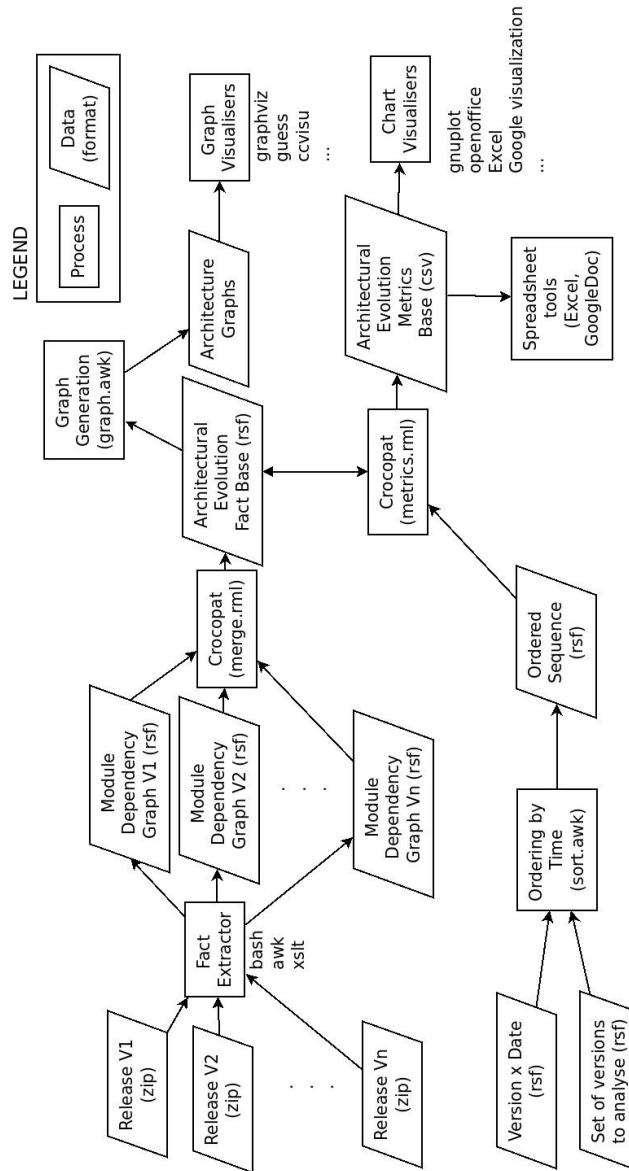 LEGEND
Process
Data
(format)
Release V1
(zip)
Release V2
(zip)
. . .
Release Vn
(zip)
Fact
Extractor
bash
awk
xslt
Module
Dependency
Graph V1 (rsf)
Module
Dependency
Graph V2 (rsf)
. . .
Module
Dependency
Graph Vn (rsf)
Crocopat
(merge.rml)
Architectural
Evolution
Fact Base (rsf)
Graph
Generation
(graph.awk)
Architecture
Graphs
Graph
Visualisers
graphviz
guess
ccvisu
...
Version x Date
(rsf)
Set of versions
to analyse (rsf)
Ordering by
Time
(sort.awk)
Ordered
Sequence
(rsf)
Crocopat
(metrics.rml)
Architectural
Evolution
Metrics
Base (csv)
Chart
Visualisers
gnuplot
openoffice
Excel
Google visualization
...
Spreadsheet
tools
(Excel,
GoogleDoc)